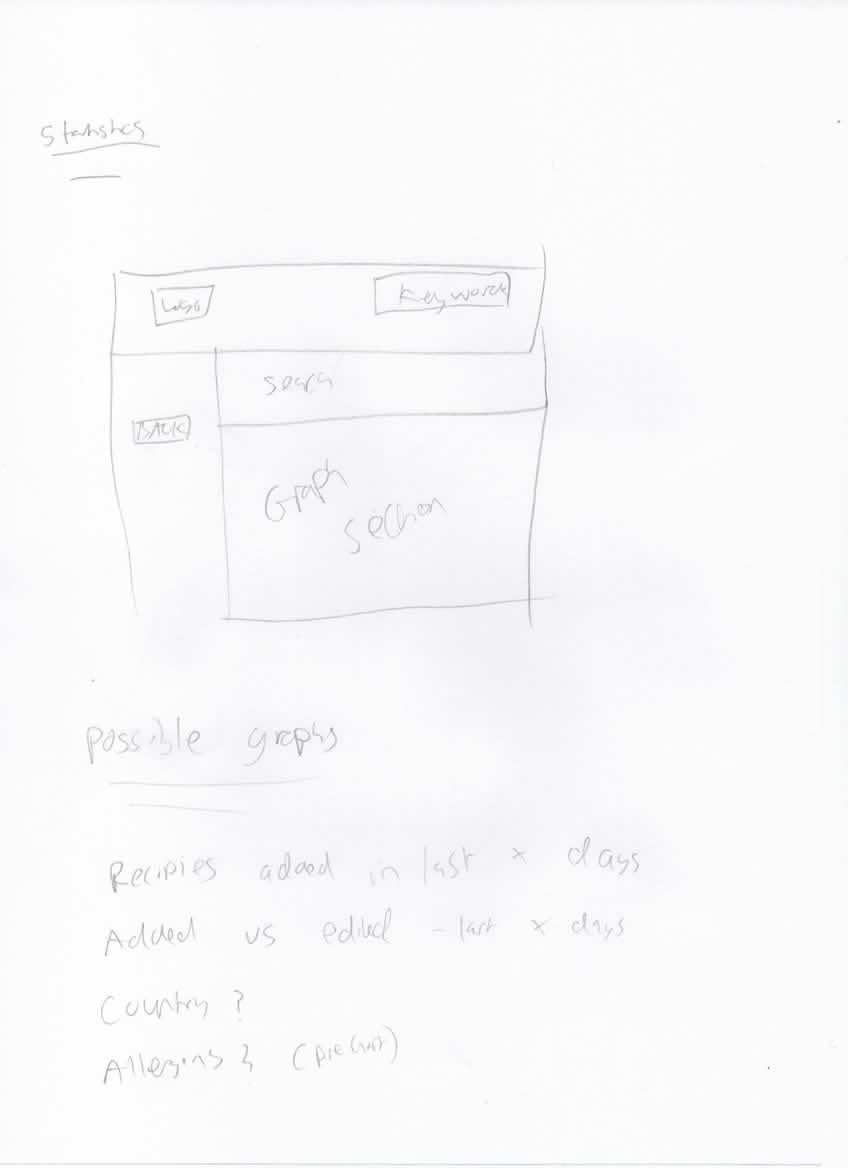 Statistics
Logo
Keywords
Search
BACK
Graph
Section
Possible graphs
Recipies added in last x days
Added vs edited - last x days
Country ?
Allergins ? (pie chart)